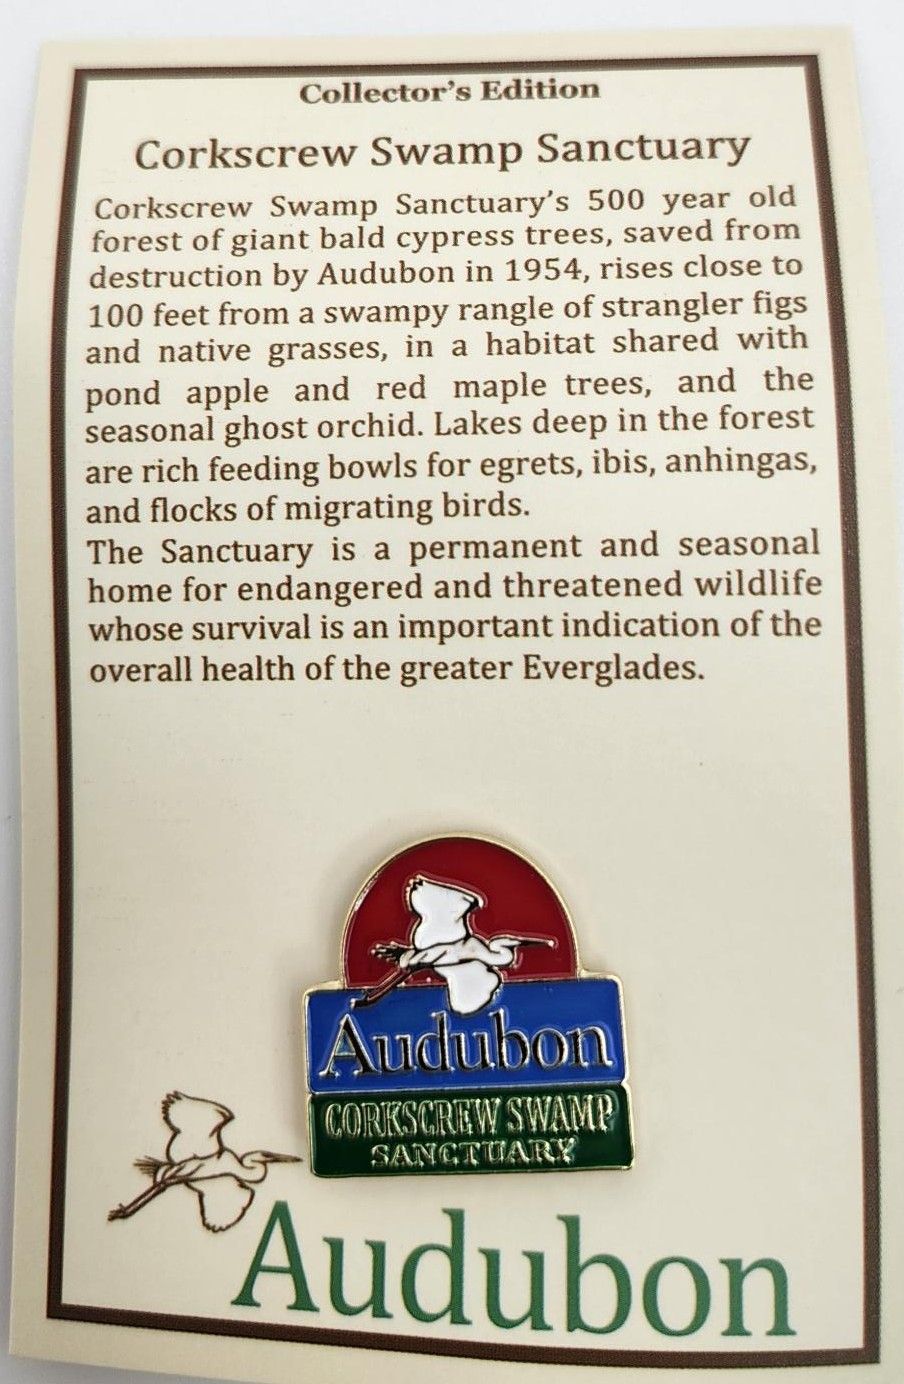 Collector's Edition
Corkscrew Swamp Sanctuary
Corkscrew Swamp Sanctuary's 500 year old
forest of giant bald cypress trees, saved from
destruction by Audubon in 1954, rises close to
100 feet from a swampy rangle of strangler figs
and native grasses, in a habitat shared with
pond apple and red maple trees, and the
seasonal ghost orchid. Lakes deep in the forest
are rich feeding bowls for egrets, ibis, anhingas,
and flocks of migrating birds.
The Sanctuary is a permanent and seasonal
home for endangered and threatened wildlife
whose survival is an important indication of the
overall health of the greater Everglades.
Audubon
CORKSCREW SWAMP
SANCTUARY
Audubon